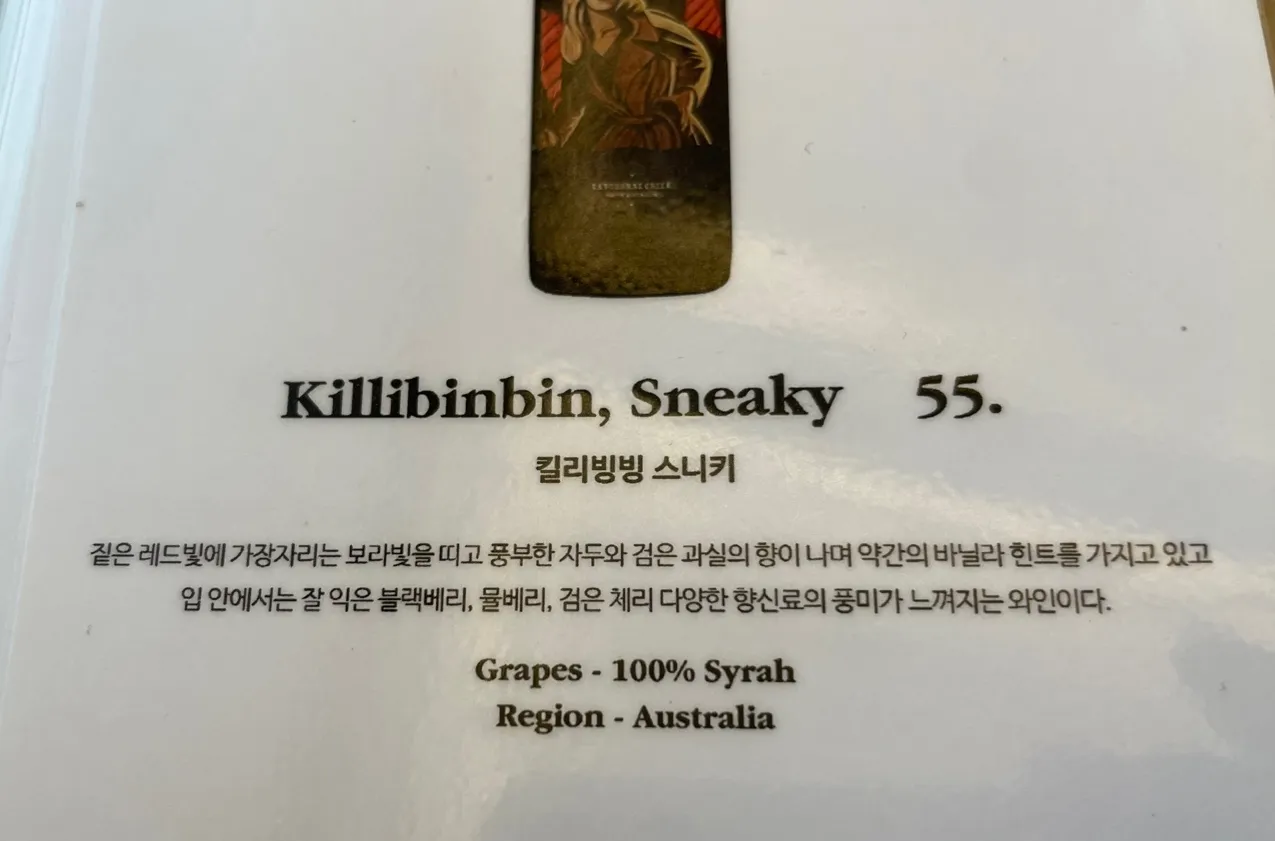 LANGHORNE CREEK
Killibinbin, Sneaky 55.
킬리빙빙 스니키
짙은 레드빛에 가장자리는 보라빛을 띠고 풍부한 자두와 검은 과실의 향이 나며 약간의 바닐라 힌트를 가지고 있고
입 안에서는 잘 익은 블랙베리, 뮬베리, 검은 체리 다양한 향신료의 풍미가 느껴지는 와인이다.
Grapes - 100% Syrah
Region - Australia